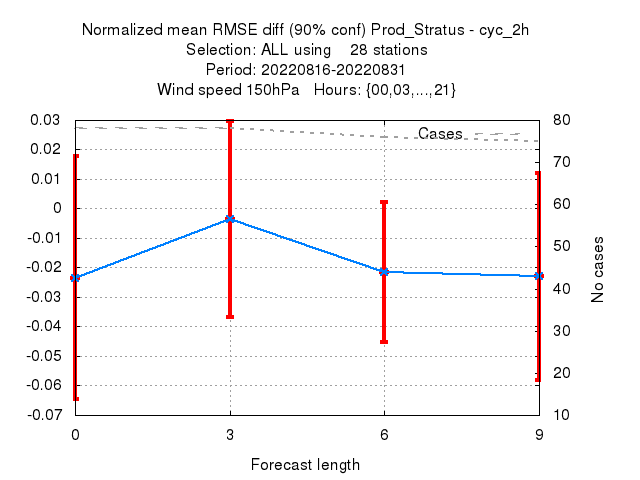 Normalized mean RMSE diff (90% conf) Prod_Stratus - cyc_2h
Selection: ALL using    28 stations
Period: 20220816-20220831
Wind speed 150hPa   Hours: {00,03,...,21}
Cases
0.03
0.02
0.01
0
-0.01
-0.02
-0.03
-0.04
-0.05
-0.06
-0.07
80
70
60
50
40
30
20
10
No cases
0 3 6 9
Forecast length